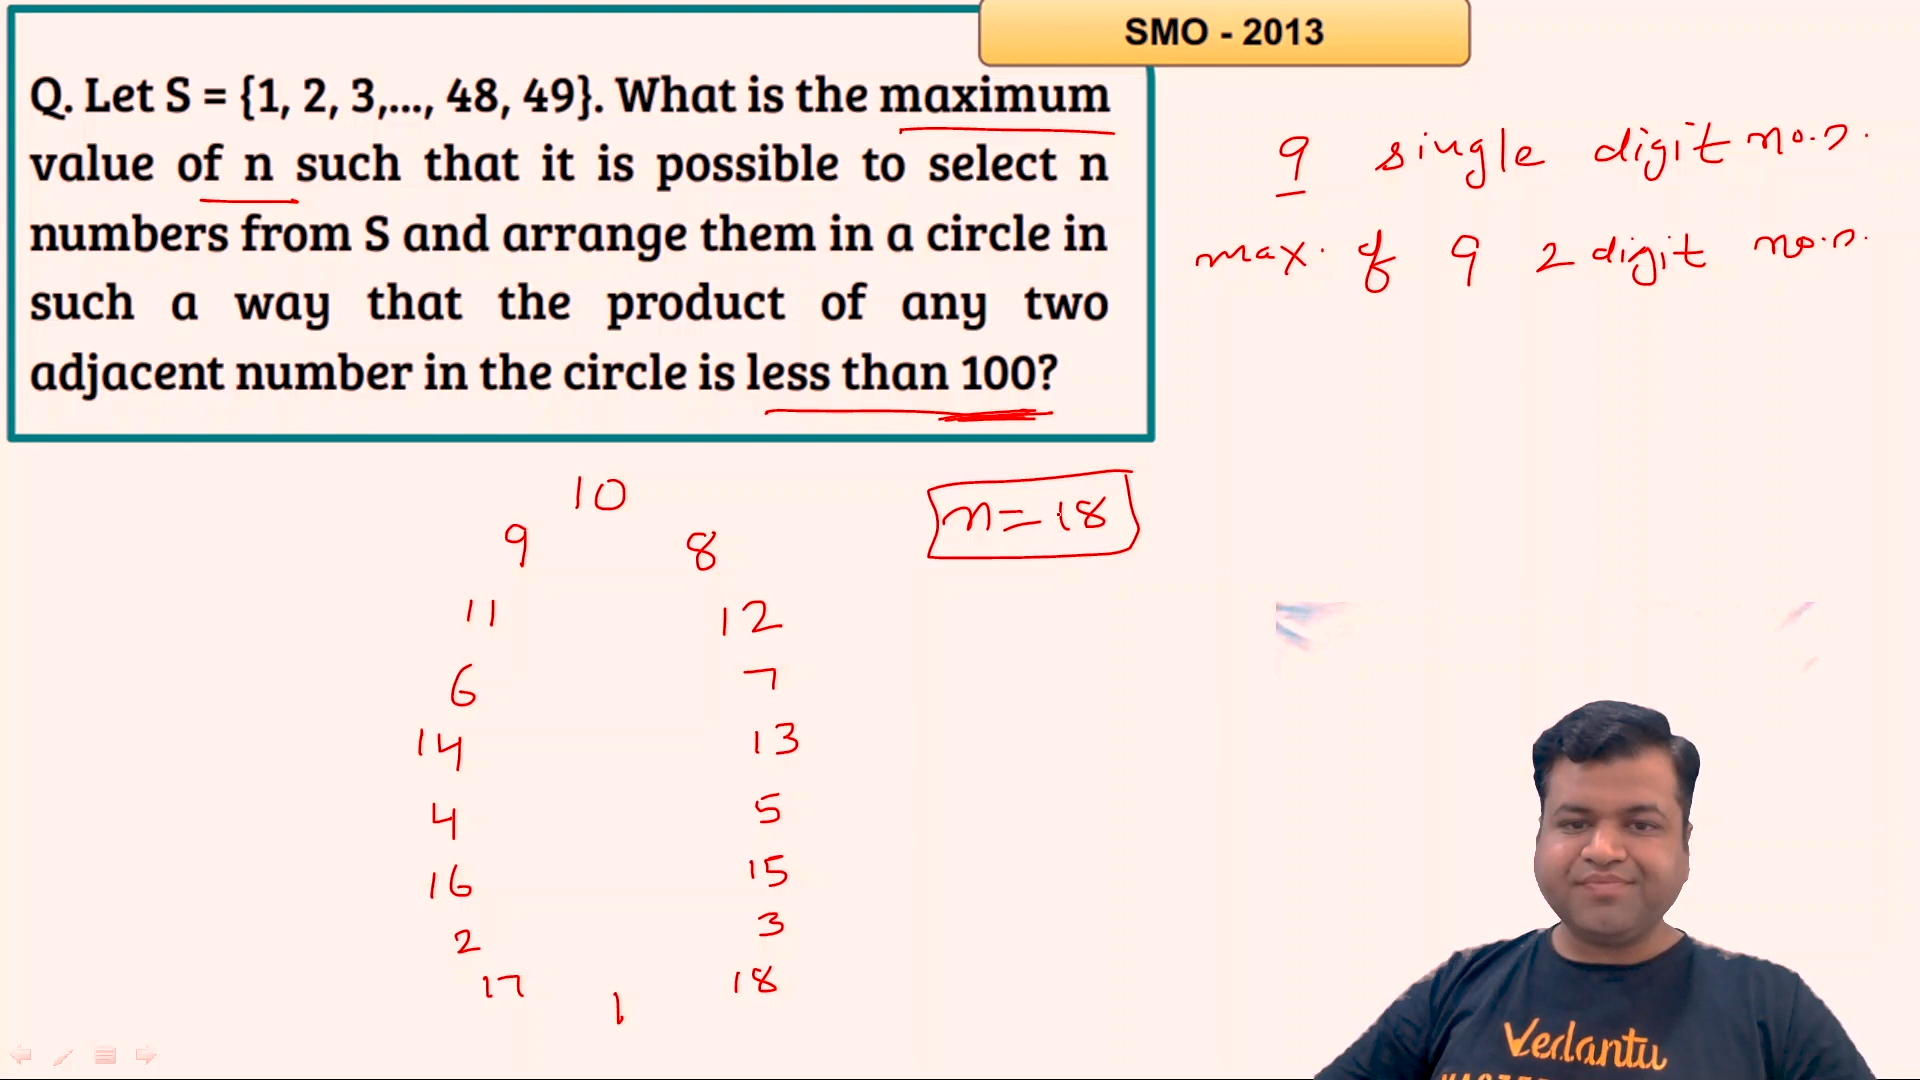 SMO - 2013
Q. Let S = {1, 2, 3,..., 48, 49}. What is the maximum
value of n such that it is possible to select n
numbers from S and arrange them in a circle in
such a way that the product of any two
adjacent number in the circle is less than 100?
9 single digit no.s.
max. of 9 2 digit no.s.
10
9 8
11 12
6 7
14 13
4 5
16 15
2 3
17 18
1
n=18
Vedantu